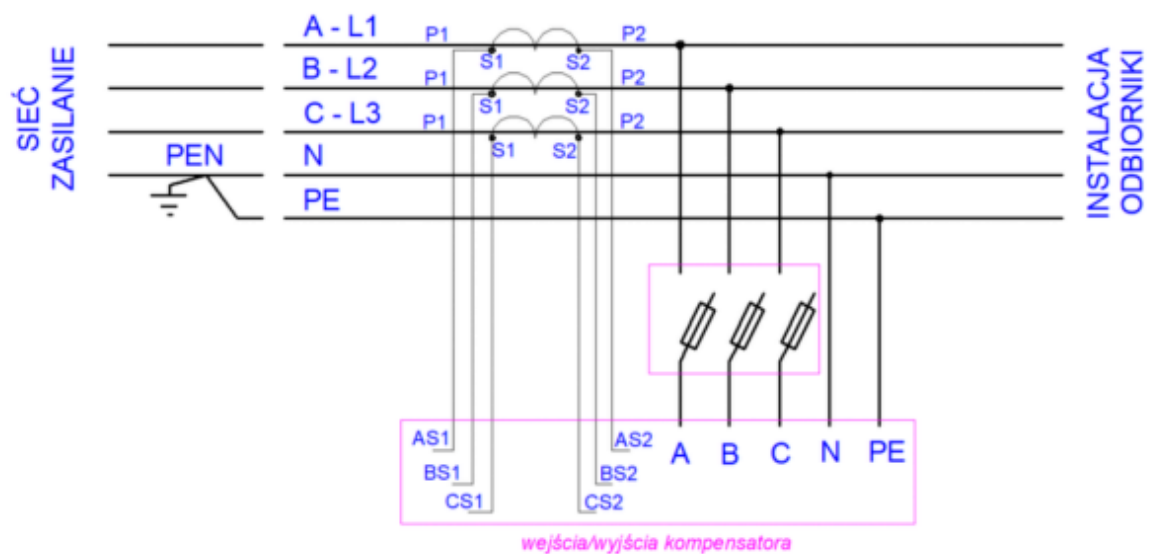 SIEĆ
ZASILANIE
A - L1
P1
S1
S2
P2
B - L2
P1
S1
S2
P2
C - L3
P1
S1
S2
P2
PEN
N
PE
INSTALACJA
ODBIORNIKI
AS1
AS2
BS1
BS2
CS1
CS2
A
B
C
N
PE
wejścia/wyjścia kompensatora